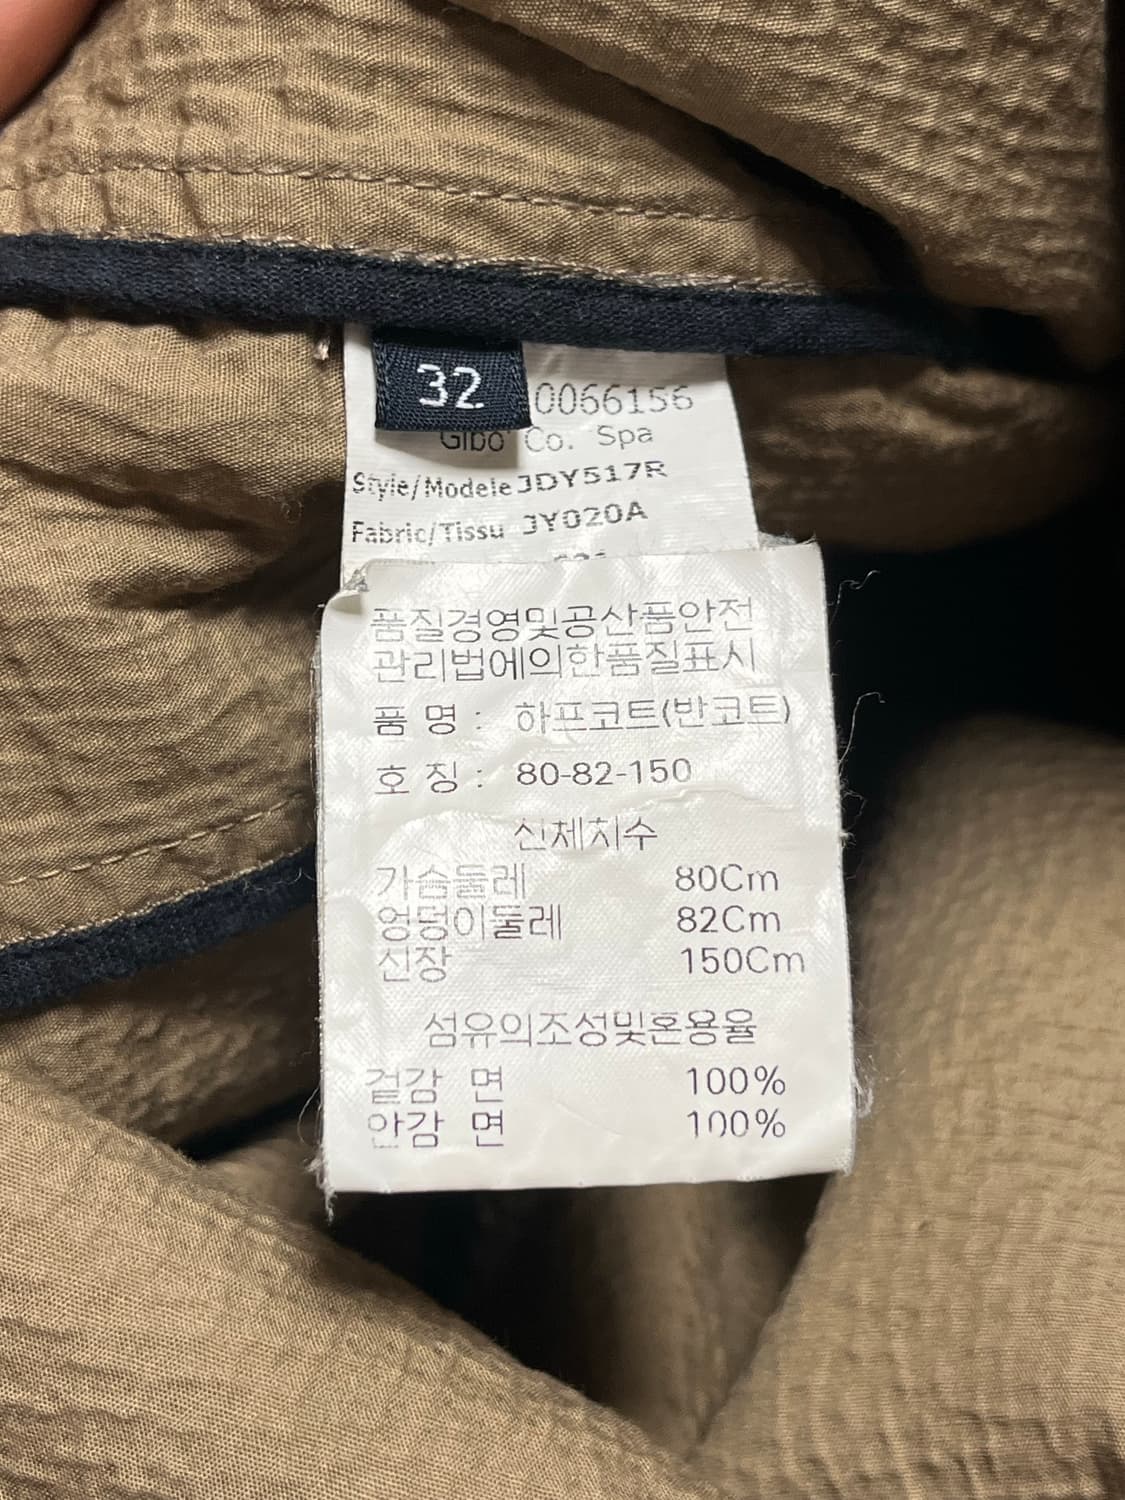 32
0066156
Gibo' Co. Spa
Style/Modele JDY517R
Fabric/Tissu JY020A
품질경영및공산품안전
관리법에의한품질표시
품 명 : 하프코트(반코트)
호 칭 : 80-82-150
신체치수
가슴둘레 80Cm
엉덩이둘레 82Cm
신장 150Cm
섬유의조성및혼용율
겉감 면 100%
안감 면 100%